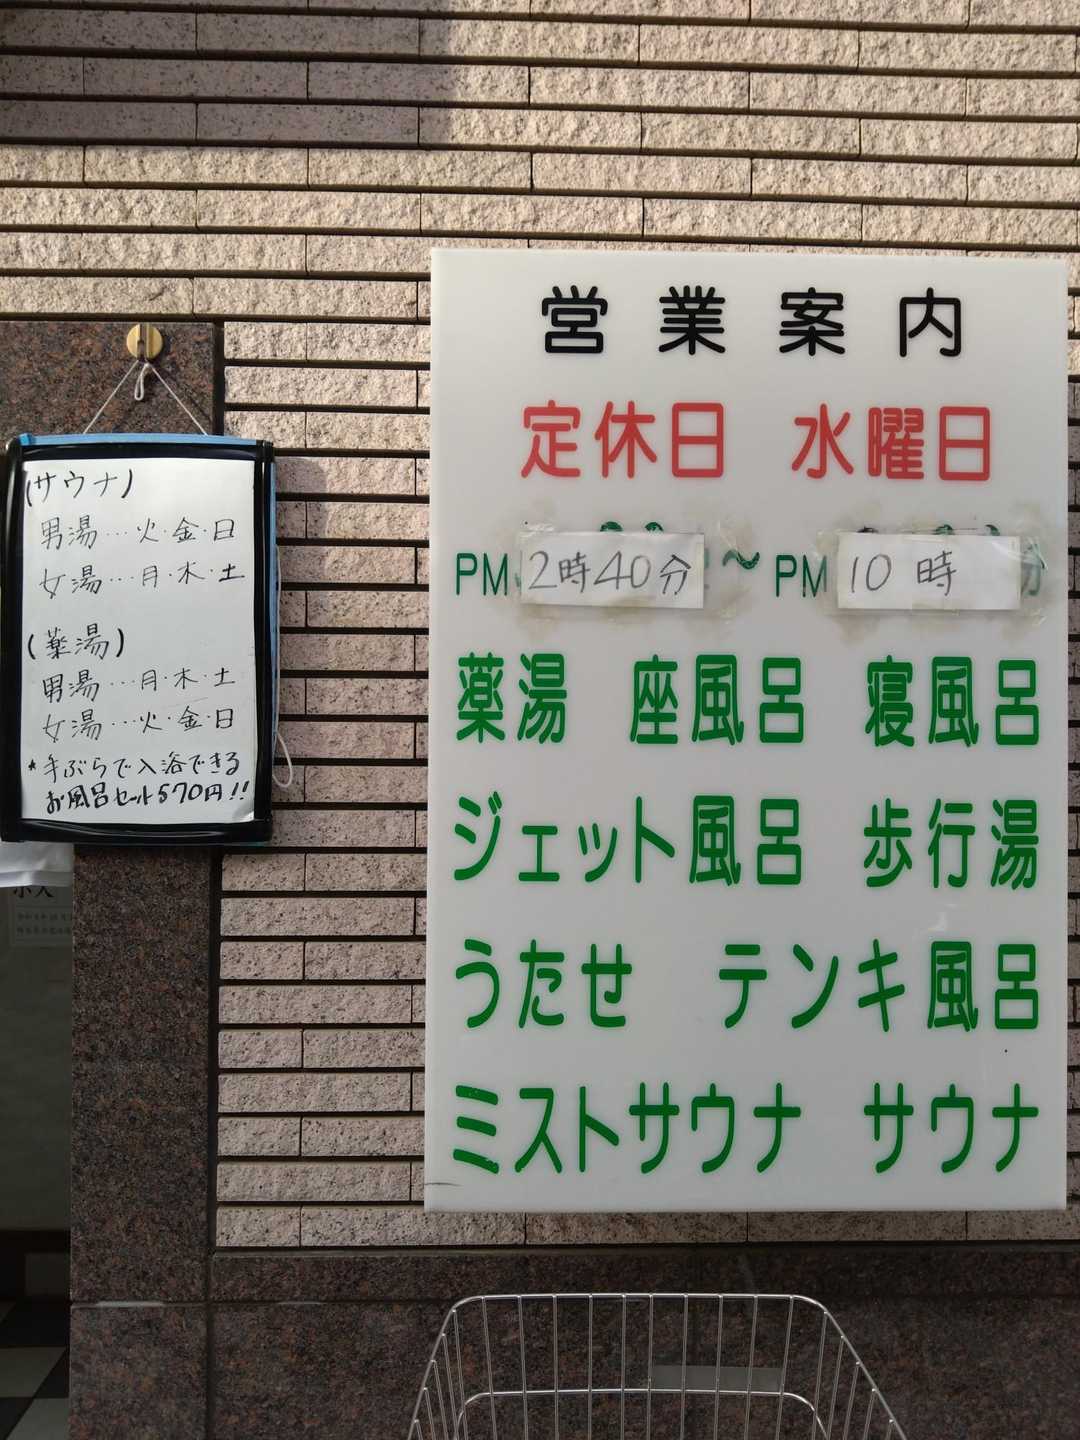 (サウナ)
男湯…火・金・日
女湯…月・木・土
(薬湯)
男湯…月・木・土
女湯…火・金・日
*手ぶらで入浴できる
お風呂セット570円!!
営業案内
定休日 水曜日
PM2時40分~PM10時
薬湯 座風呂 寝風呂
ジェット風呂 歩行湯
うたせ テンキ風呂
ミストサウナ サウナ